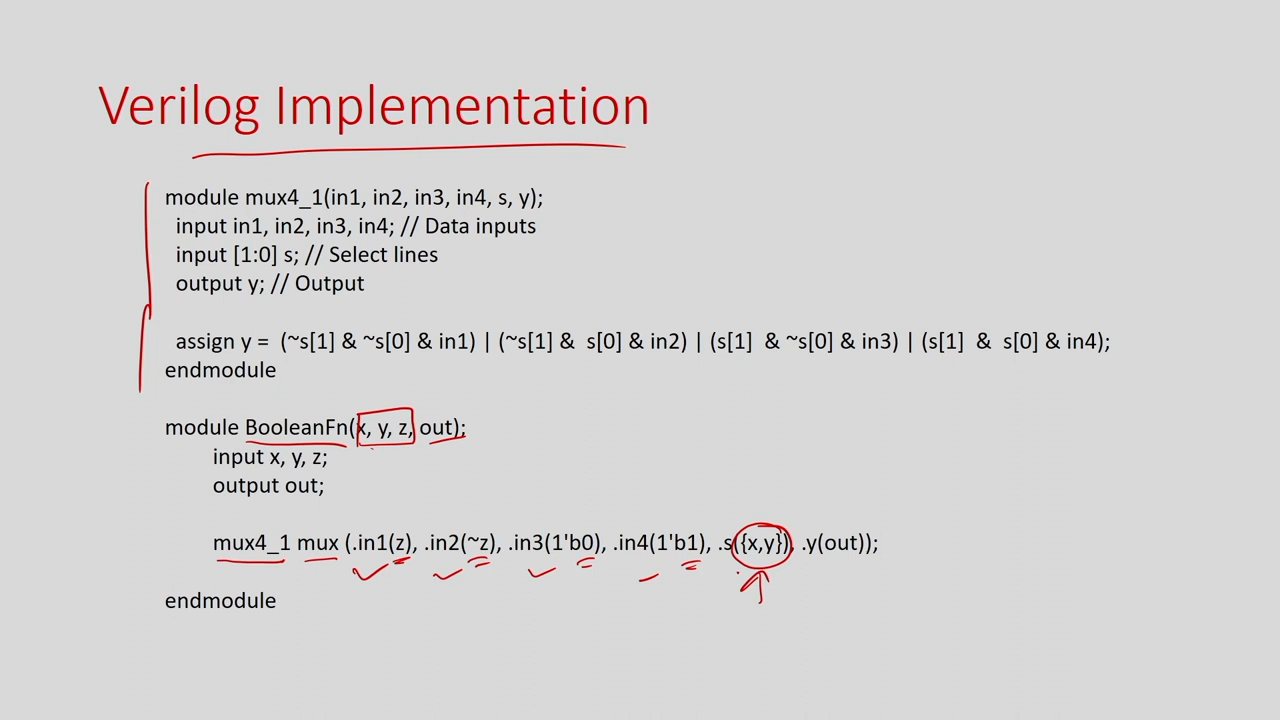 Verilog Implementation
module mux4_1(in1, in2, in3, in4, s, y);
input in1, in2, in3, in4; // Data inputs
input [1:0] s; // Select lines
output y; // Output
assign y = (~s[1] & ~s[0] & in1) | (~s[1] & s[0] & in2) | (s[1] & ~s[0] & in3) | (s[1] & s[0] & in4);
endmodule
module BooleanFn(x, y, z, out);
input x, y, z;
output out;
mux4_1 mux (.in1(z), .in2(~z), .in3(1'b0), .in4(1'b1), .s({x,y}), .y(out));
endmodule